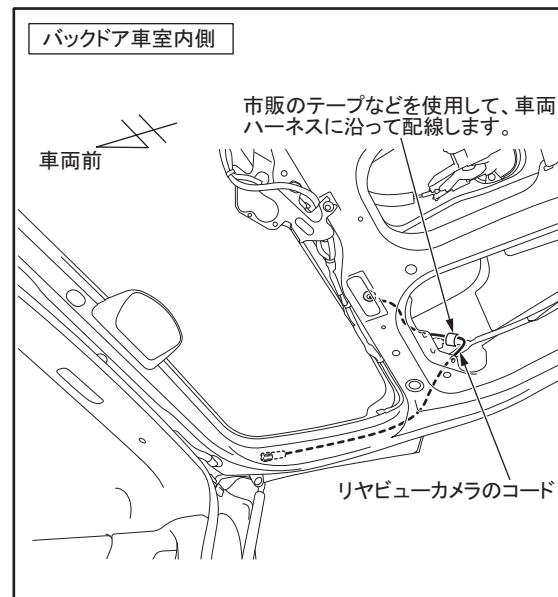 バックドア車室内側
市販のテープなどを使用して、車両
ハーネスに沿って配線します。
車両前
リヤビューカメラのコード